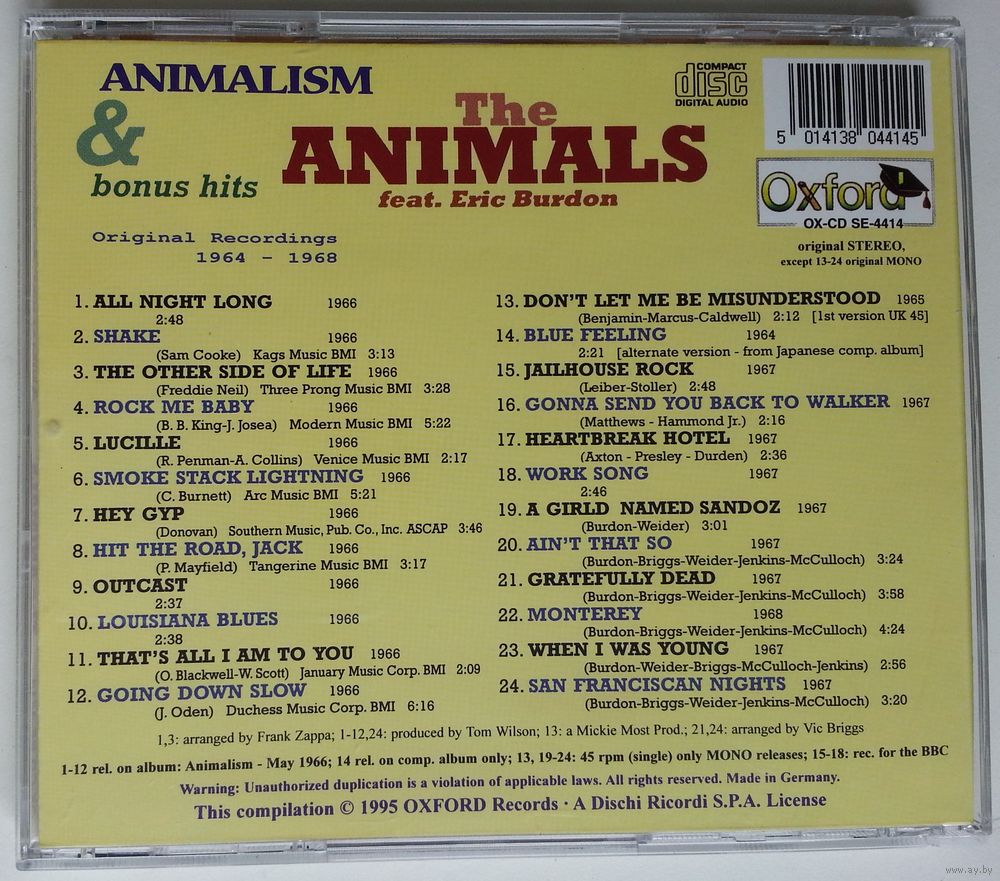 ANIMALISM
& bonus hits
The
ANIMALS
feat. Eric Burdon
COMPACT
disc
DIGITAL AUDIO
5 014138 044145
Oxford
OX-CD SE-4414
original STEREO,
except 13-24 original MONO
Original Recordings
1964 - 1968
1. ALL NIGHT LONG 1966
2:48
2. SHAKE 1966
(Sam Cooke) Kags Music BMI 3:13
3. THE OTHER SIDE OF LIFE 1966
(Freddie Neil) Three Prong Music BMI 3:28
4. ROCK ME BABY 1966
(B. B. King-J. Josea) Modern Music BMI 5:22
5. LUCILLE 1966
(R. Penman-A. Collins) Venice Music BMI 2:17
6. SMOKE STACK LIGHTNING 1966
(C. Burnett) Arc Music BMI 5:21
7. HEY GYP 1966
(Donovan) Southern Music, Pub. Co., Inc. ASCAP 3:46
8. HIT THE ROAD, JACK 1966
(P. Mayfield) Tangerine Music BMI 3:17
9. OUTCAST 1966
2:37
10. LOUISIANA BLUES 1966
2:38
11. THAT'S ALL I AM TO YOU 1966
(O. Blackwell-W. Scott) January Music Corp. BMI 2:09
12. GOING DOWN SLOW 1966
(J. Oden) Duchess Music Corp. BMI 6:16
13. DON'T LET ME BE MISUNDERSTOOD 1965
(Benjamin-Marcus-Caldwell) 2:12 [1st version UK 45]
14. BLUE FEELING 1964
2:21 [alternate version - from Japanese comp. album]
15. JAILHOUSE ROCK 1967
(Leiber-Stoller) 2:48
16. GONNA SEND YOU BACK TO WALKER 1967
(Matthews - Hammond Jr.) 2:16
17. HEARTBREAK HOTEL 1967
(Axton - Presley - Durden) 2:36
18. WORK SONG 1967
2:46
19. A GIRLD NAMED SANDOZ 1967
(Burdon-Weider) 3:01
20. AIN'T THAT SO 1967
(Burdon-Briggs-Weider-Jenkins-McCulloch) 3:24
21. GRATEFULLY DEAD 1967
(Burdon-Briggs-Weider-Jenkins-McCulloch) 3:58
22. MONTEREY 1968
(Burdon-Briggs-Weider-Jenkins-McCulloch) 4:24
23. WHEN I WAS YOUNG 1967
(Burdon-Weider-Briggs-McCulloch-Jenkins) 2:56
24. SAN FRANCISCAN NIGHTS 1967
(Burdon-Briggs-Weider-Jenkins-McCulloch) 3:20
1,3: arranged by Frank Zappa; 1-12,24: produced by Tom Wilson; 13: a Mickie Most Prod.; 21,24: arranged by Vic Briggs
1-12 rel. on album: Animalism - May 1966; 14 rel. on comp. album only; 13, 19-24: 45 rpm (single) only MONO releases; 15-18: rec. for the BBC
Warning: Unauthorized duplication is a violation of applicable laws. All rights reserved. Made in Germany.
This compilation © 1995 OXFORD Records · A Dischi Ricordi S.P.A. License
www.ay.by